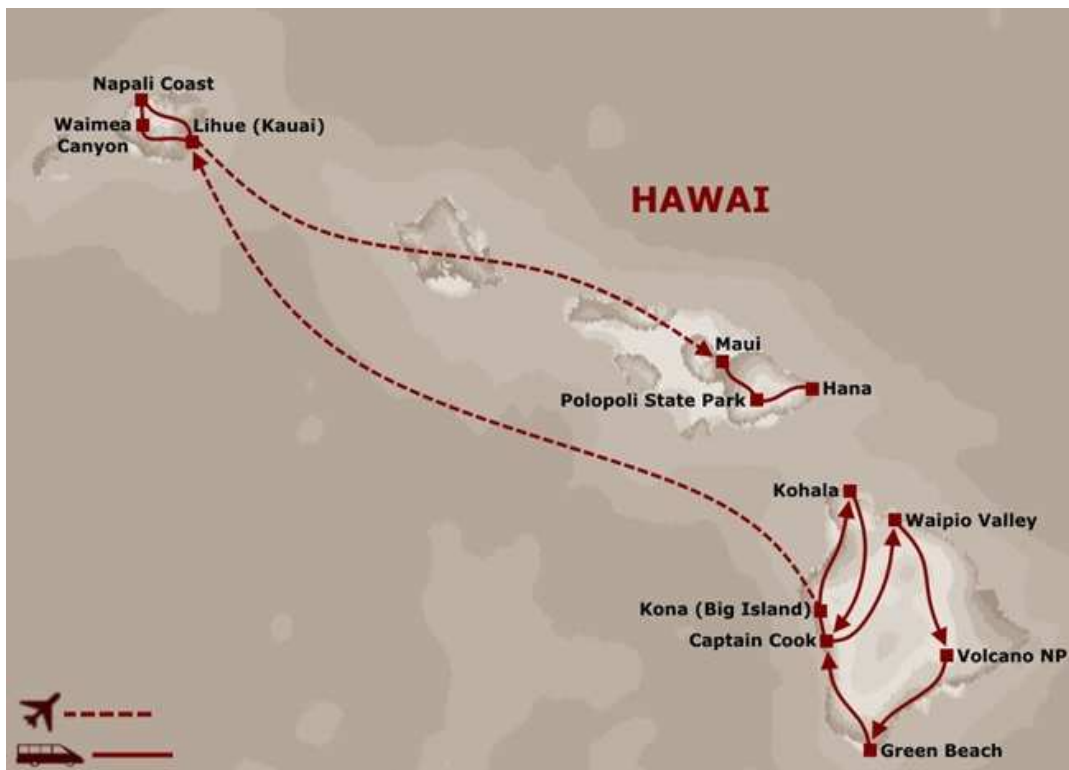 Napali Coast
Waimea
Canyon
Lihue (Kauai)
HAWAI
Maui
Polopoli State Park
Hana
Kohala
Waipio Valley
Kona (Big Island)
Captain Cook
Volcano NP
Green Beach